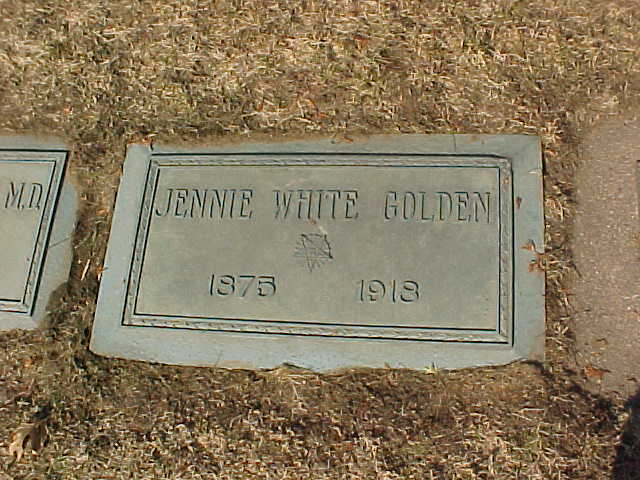 M.D.
JENNIE WHITE GOLDEN
1875 1918